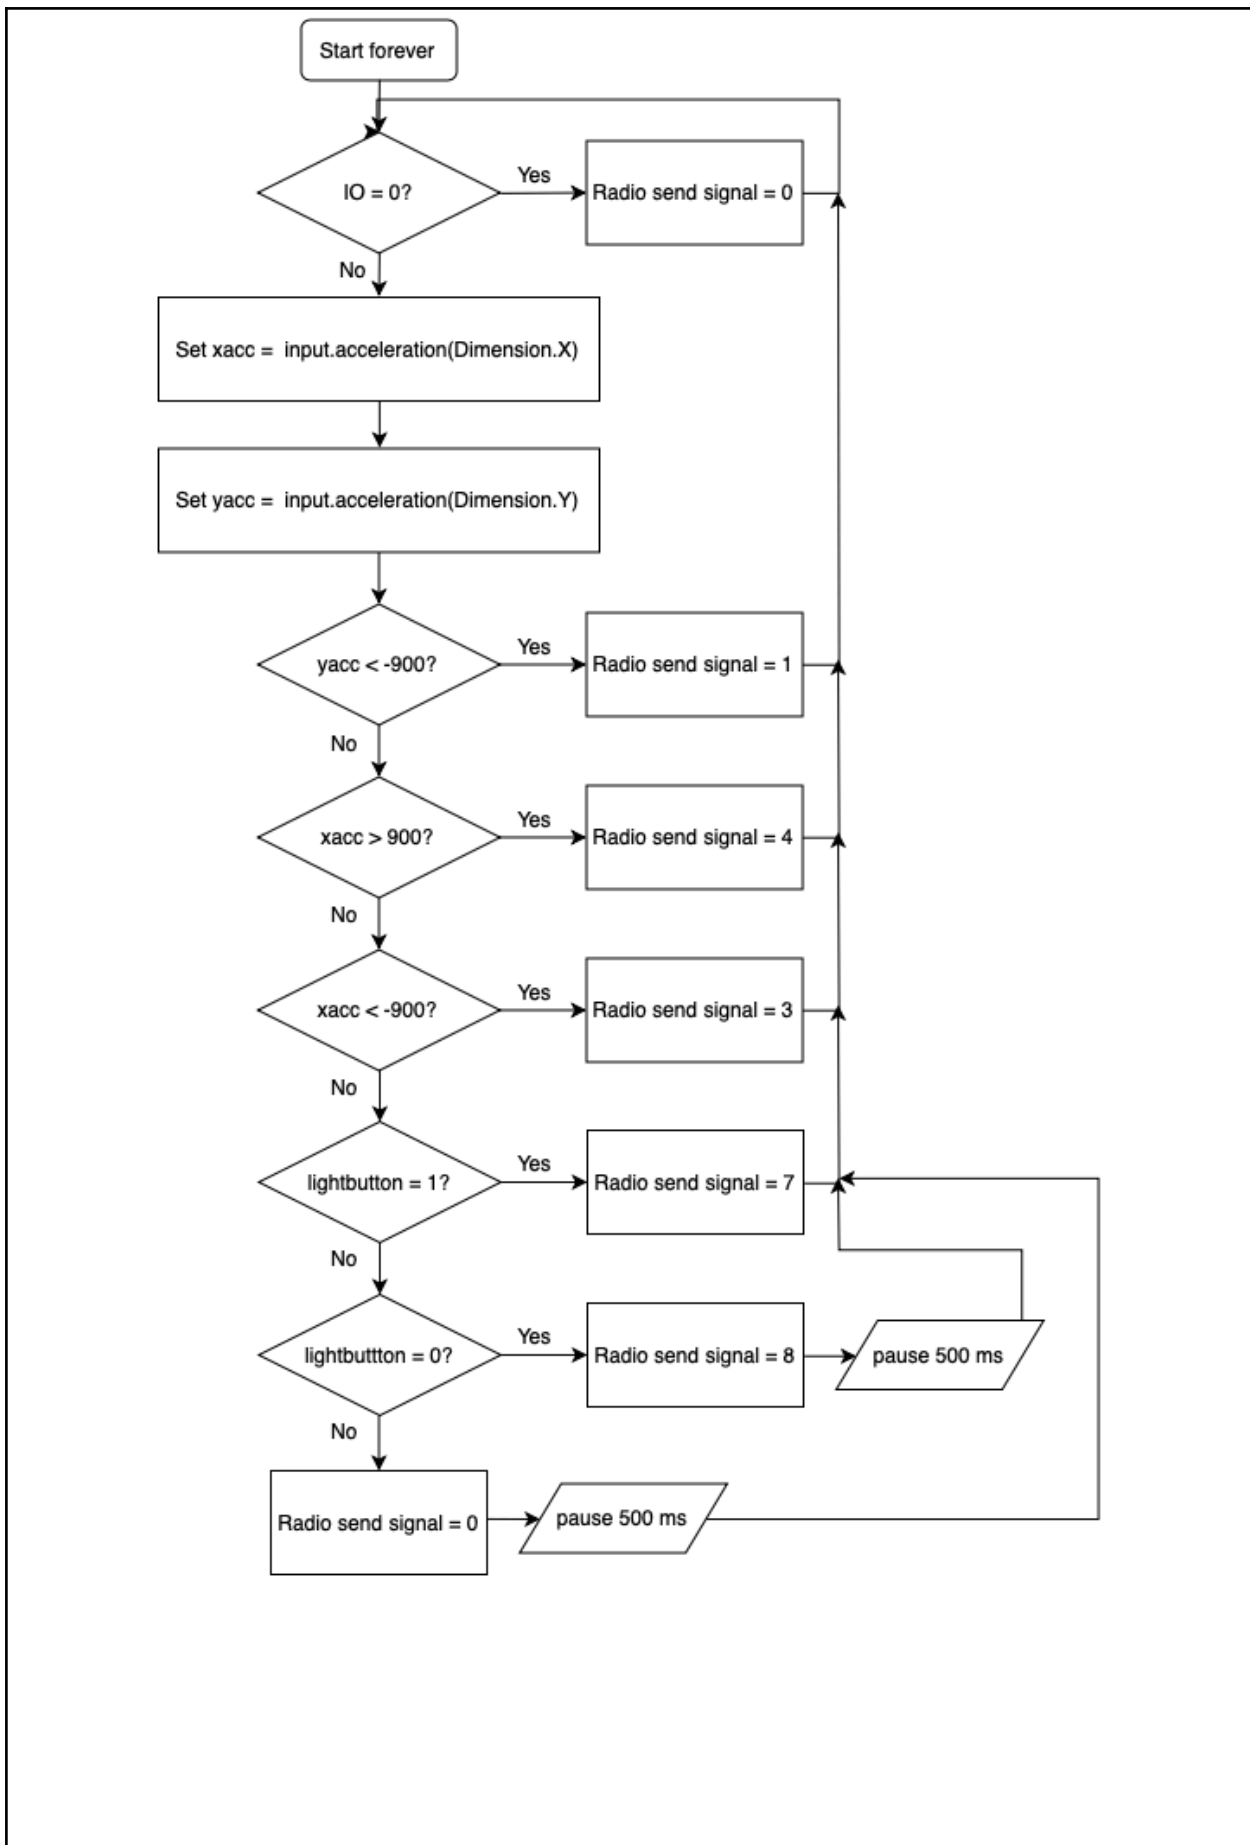 Start forever
IO = 0?
Yes
Radio send signal = 0
No
Set xacc =  input.acceleration(Dimension.X)
Set yacc =  input.acceleration(Dimension.Y)
yacc < -900?
Yes
Radio send signal = 1
No
xacc > 900?
Yes
Radio send signal = 4
No
xacc < -900?
Yes
Radio send signal = 3
No
lightbutton = 1?
Yes
Radio send signal = 7
No
lightbuttton = 0?
Yes
Radio send signal = 8
pause 500 ms
No
Radio send signal = 0
pause 500 ms